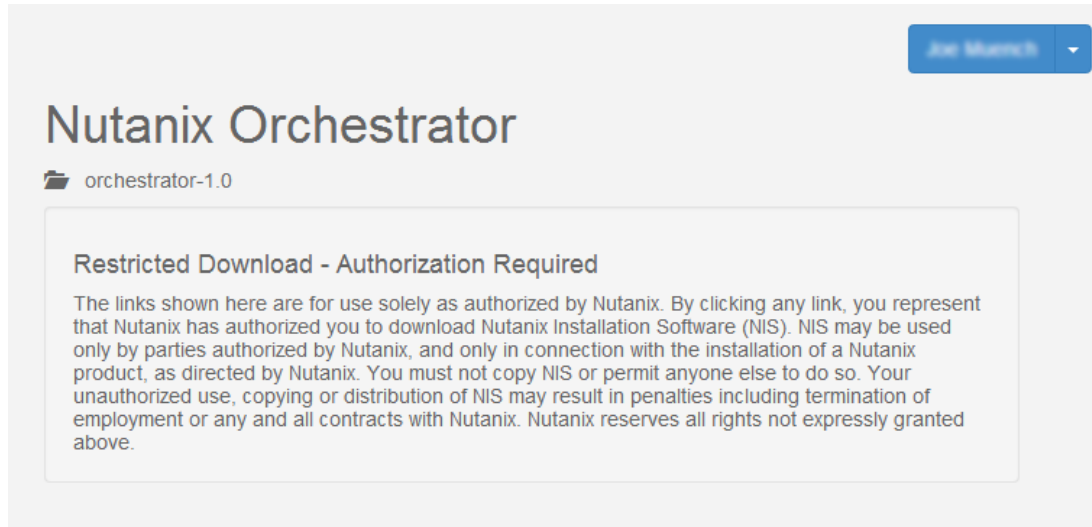 Nutanix Orchestrator
orchestrator-1.0
Restricted Download - Authorization Required
The links shown here are for use solely as authorized by Nutanix. By clicking any link, you represent
that Nutanix has authorized you to download Nutanix Installation Software (NIS). NIS may be used
only by parties authorized by Nutanix, and only in connection with the installation of a Nutanix
product, as directed by Nutanix. You must not copy NIS or permit anyone else to do so. Your
unauthorized use, copying or distribution of NIS may result in penalties including termination of
employment or any and all contracts with Nutanix. Nutanix reserves all rights not expressly granted
above.